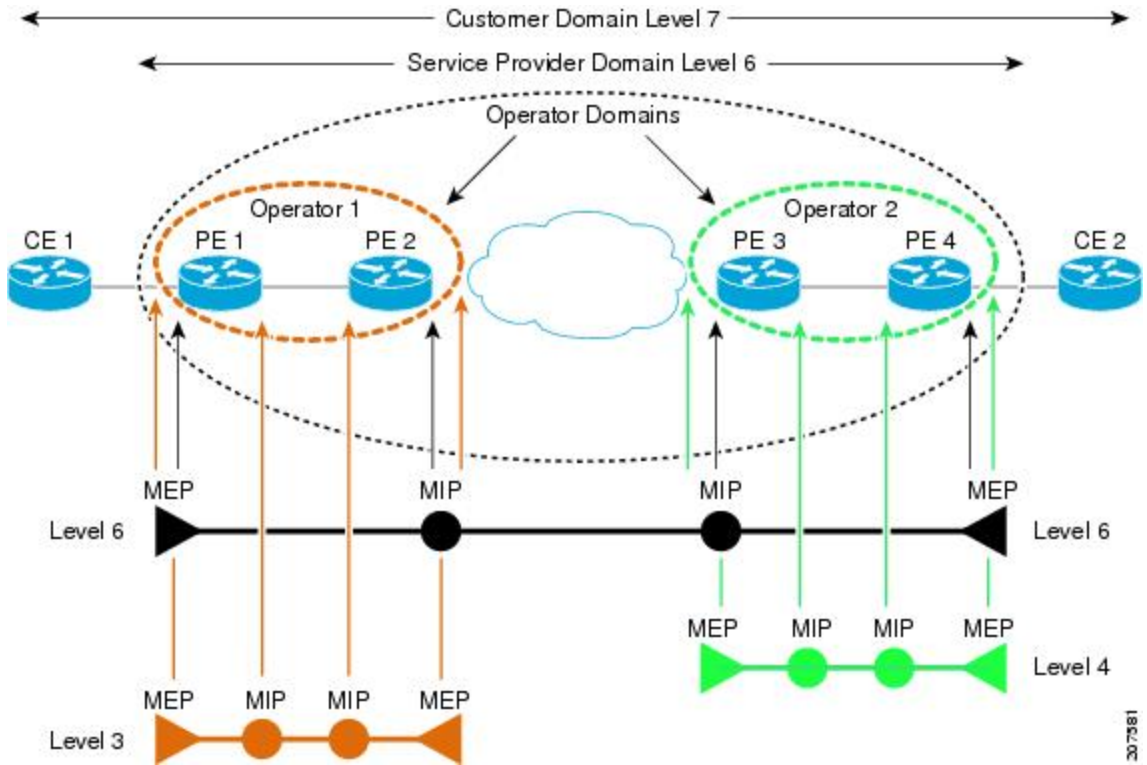 Customer Domain Level 7
Service Provider Domain Level 6
Operator Domains
Operator 1
Operator 2
CE 1
PE 1
PE 2
PE 3
PE 4
CE 2
MEP
MIP
MIP
MEP
Level 6
Level 6
MEP
MIP
MIP
MEP
Level 4
MEP
MIP
MIP
MEP
Level 3
207581